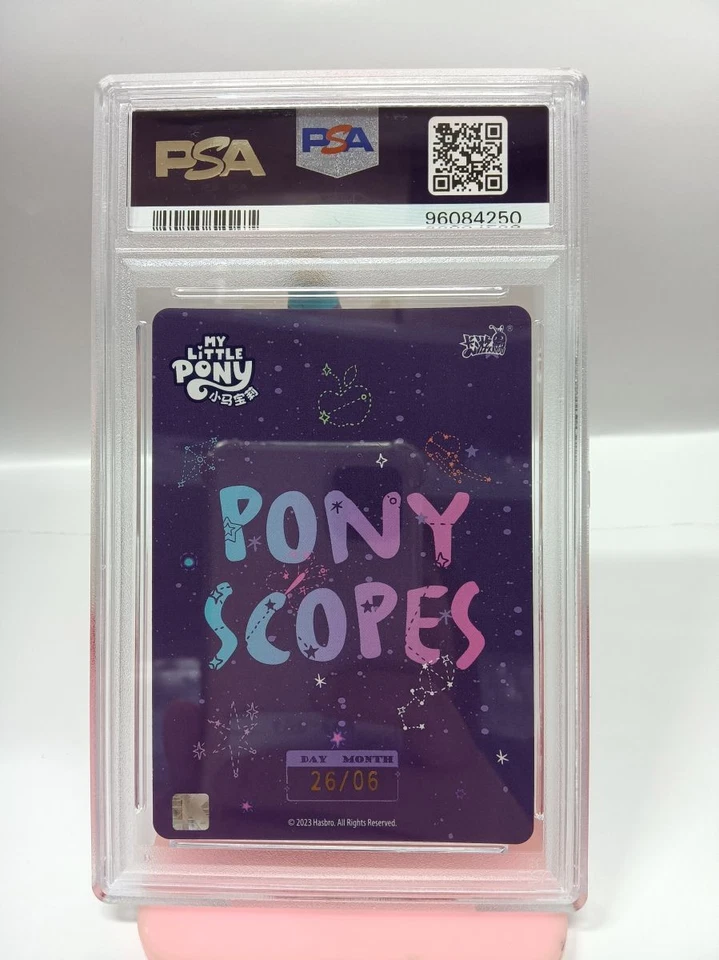 PSA
PSA
96084250
MY
LITTLE
PONY
小马宝莉
®
PONY
SCOPES
DAY MONTH
26/06
© 2023 Hasbro. All Rights Reserved.